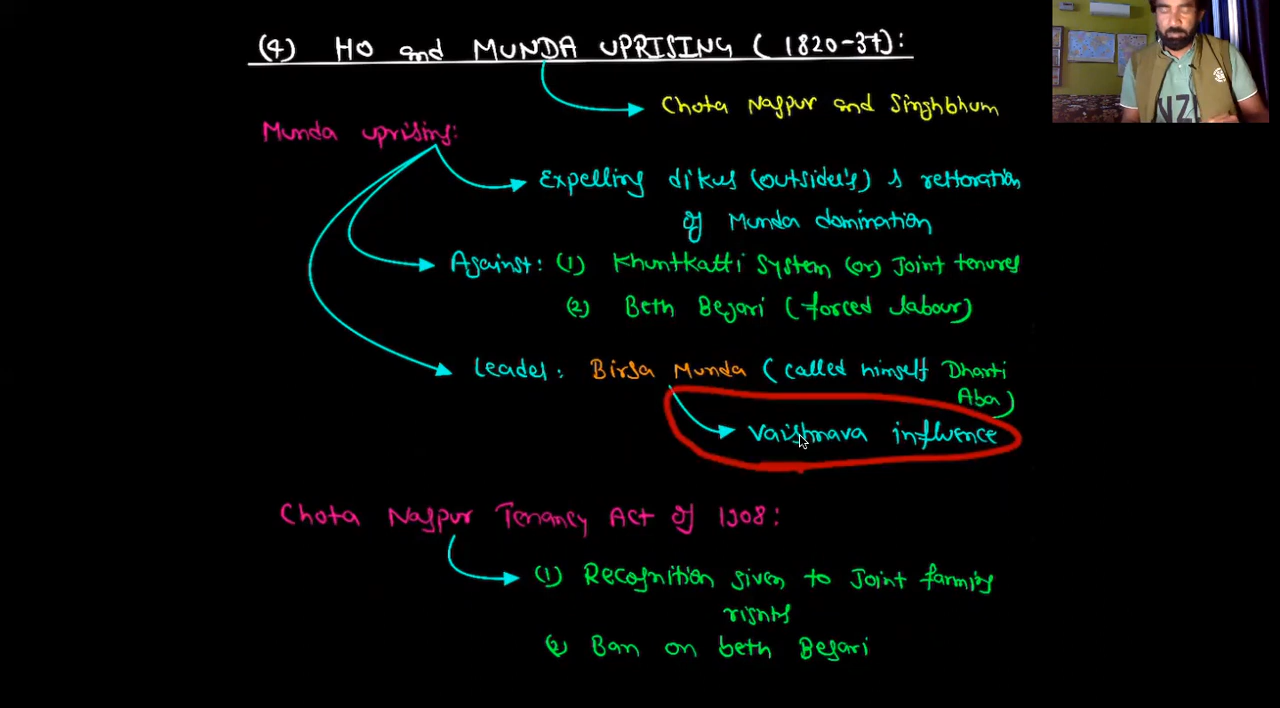 (4) HO and MUNDA UPRISING (1820-37):
Chota Nagpur and Singhbhum
Munda uprising:
Expelling dikus (outsider's) & restoration
of Munda domination
Against: (1) Khuntkatti System (or) Joint tenures
(2) Beth Begari (forced labour)
Leader: Birsa Munda (called himself Dharti
Aba)
Vaishnava influence
Chota Nagpur Tenancy Act of 1908:
(1) Recognition given to Joint farming
rights
(2) Ban on beth Begari